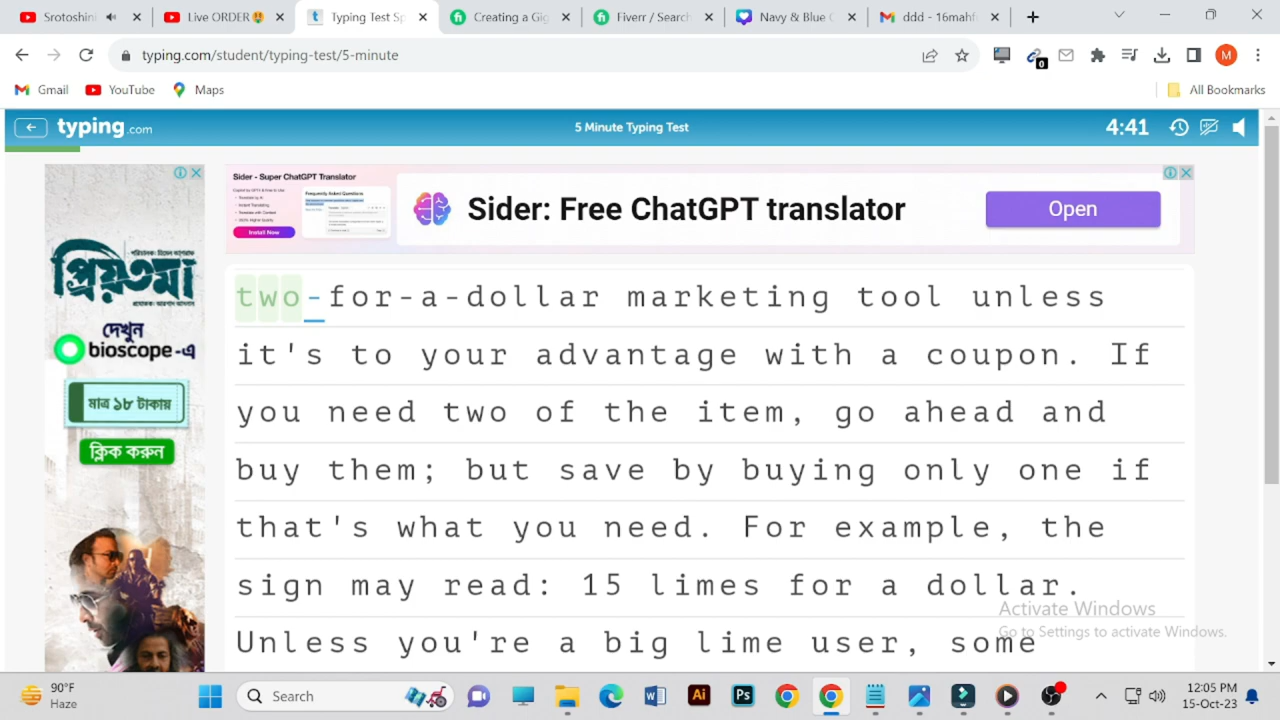 Srotoshini
Live ORDER
Typing Test Sp
Creating a Gig
Fiverr / Search
Navy & Blue C
ddd - 16mahf
typing.com/student/typing-test/5-minute
0
M
Gmail
YouTube
Maps
All Bookmarks
typing.com
5 Minute Typing Test
4:41
Sider - Super ChatGPT Translator
Install Now
Frequently Asked Questions
Sider: Free ChatGPT translator
Open
প্রিয়তমা
দেখুন
bioscope-এ
মাত্র ১৮ টাকায়
ক্লিক করুন
two-for-a-dollar marketing tool unless
it's to your advantage with a coupon. If
you need two of the item, go ahead and
buy them; but save by buying only one if
that's what you need. For example, the
sign may read: 15 limes for a dollar.
Unless you're a big lime user, some
Activate Windows
Go to Settings to activate Windows.
90°F
Haze
Search
Ai
Ps
12:05 PM
15-Oct-23